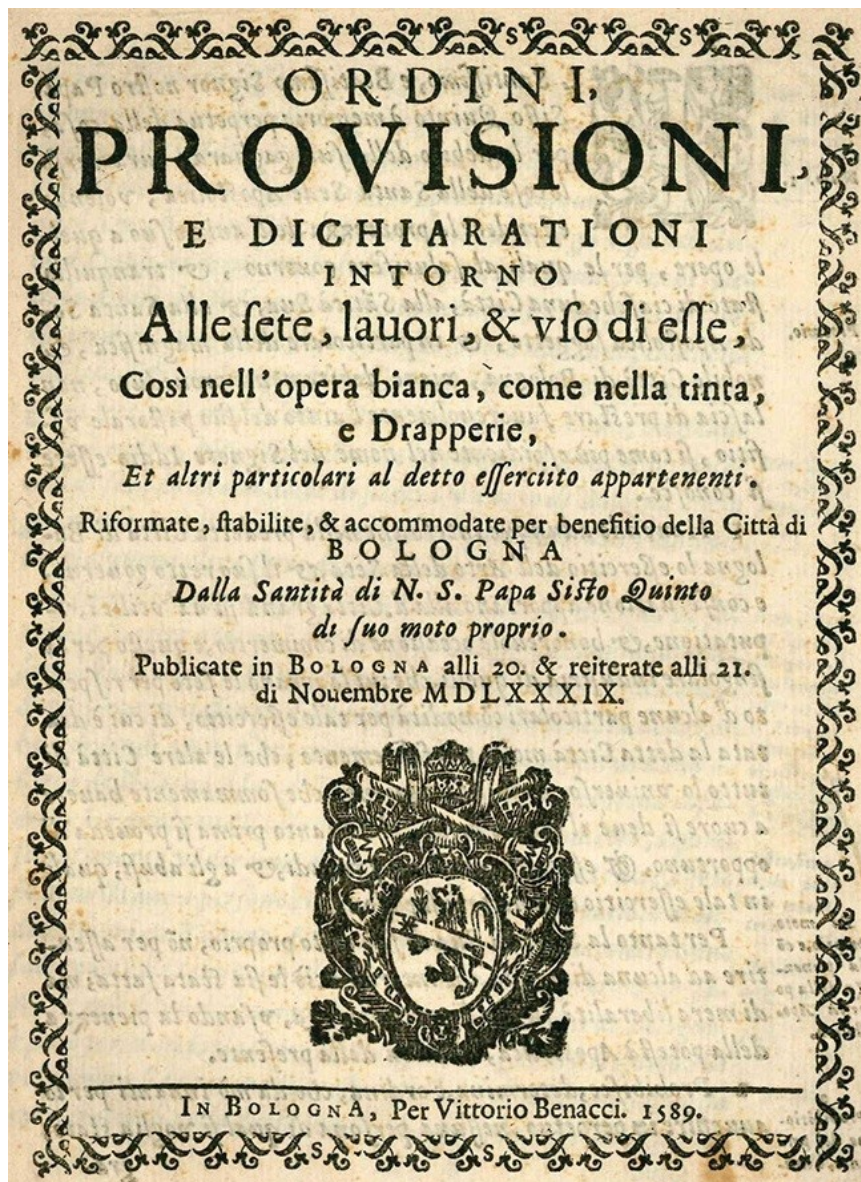 ORDINI,
PROVISIONI,
E DICHIARATIONI
INTORNO
Alle ſete, lauori, & vſo di eſſe,
Così nell'opera bianca, come nella tinta,
e Drapperie,
Et altri particolari al detto eſſerciito appartenenti.
Riformate, ſtabilite, & accommodate per benefitio della Città di
BOLOGNA
Dalla Santità di N. S. Papa Siſto Quinto
di ſuo moto proprio.
Publicate in BOLOGNA alli 20. & reiterate alli 21.
di Nouembre MDLXXXIX.
IN BOLOGNA, Per Vittorio Benacci. 1589.